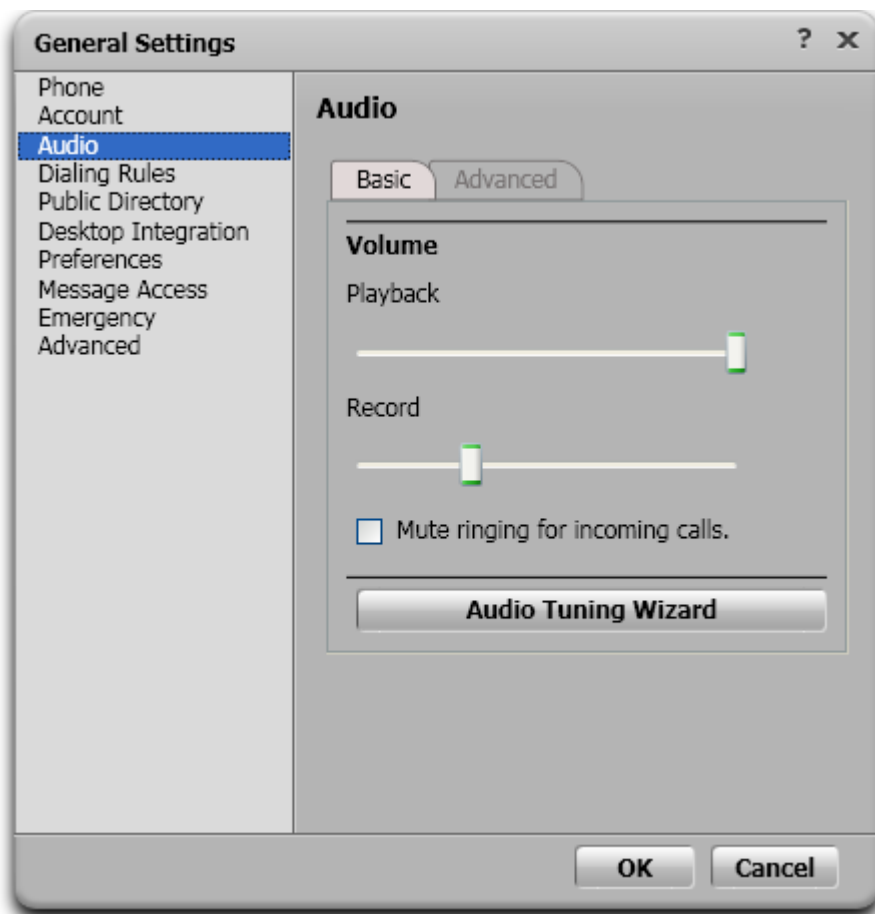 General Settings ? X
Phone
Account
Audio
Dialing Rules
Public Directory
Desktop Integration
Preferences
Message Access
Emergency
Advanced
Audio
Basic Advanced
Volume
Playback
Record
Mute ringing for incoming calls.
Audio Tuning Wizard
OK Cancel